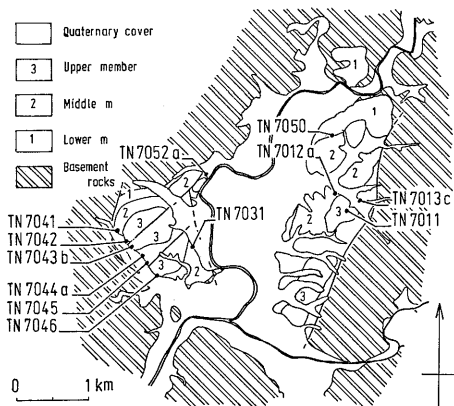 Quaternary cover
3 Upper member
2 Middle m
1 Lower m
Basement
rocks
1
1
TN 7050
TN 7012 a
2
2
TN 7052 a
2
TN 7013 c
TN 7011
3
2
TN 7031
TN 7041
TN 7042
TN 7043 b
2
3
3
TN 7044 a
TN 7045
TN 7046
3
2
3
0 1 km